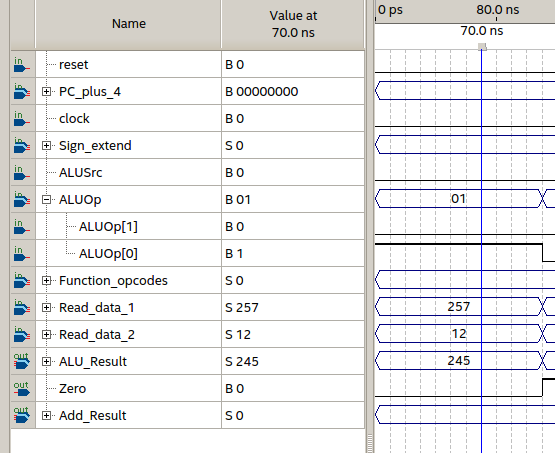 Name
Value at
70.0 ns
0 ps
80.0 ns
70.0 ns
in reset B 0
in PC_plus_4 B 00000000
in clock B 0
in Sign_extend S 0
in ALUSrc B 0
in ALUOp B 01 01
ALUOp[1] B 0
ALUOp[0] B 1
in Function_opcodes S 0
in Read_data_1 S 257 257
in Read_data_2 S 12 12
out ALU_Result S 245 245
out Zero B 0
out Add_Result S 0